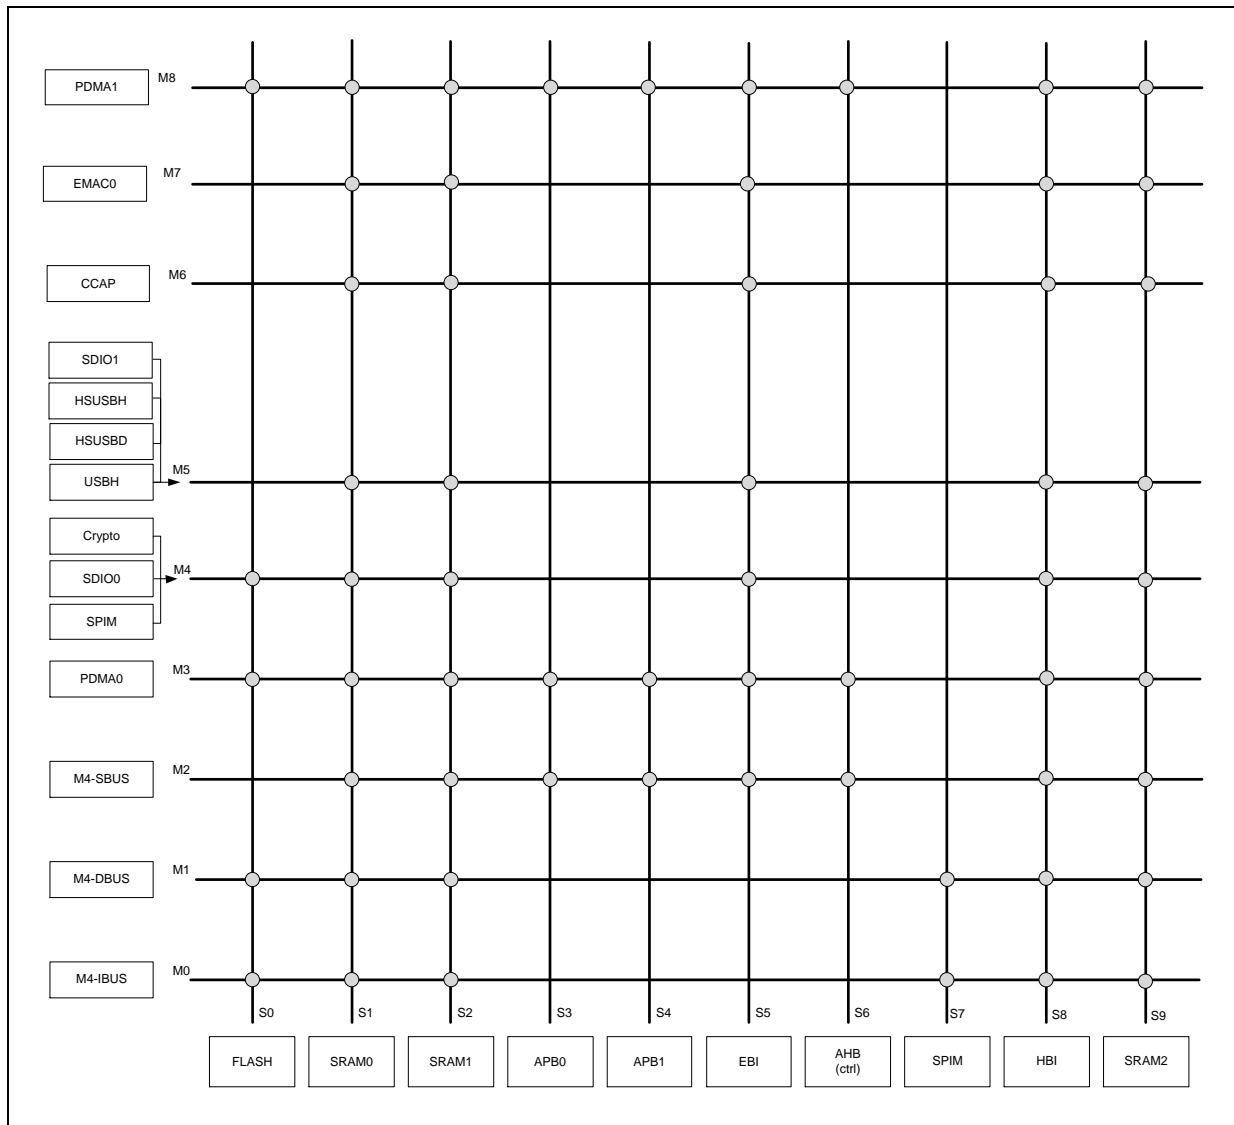 PDMA1 M8
EMAC0 M7
CCAP M6
SDIO1
HSUSBH
HSUSBD
USBH M5
Crypto
SDIO0 M4
SPIM
PDMA0 M3
M4-SBUS M2
M4-DBUS M1
M4-IBUS M0
S0 S1 S2 S3 S4 S5 S6 S7 S8 S9
FLASH SRAM0 SRAM1 APB0 APB1 EBI AHB SPIM HBI SRAM2
(ctrl)